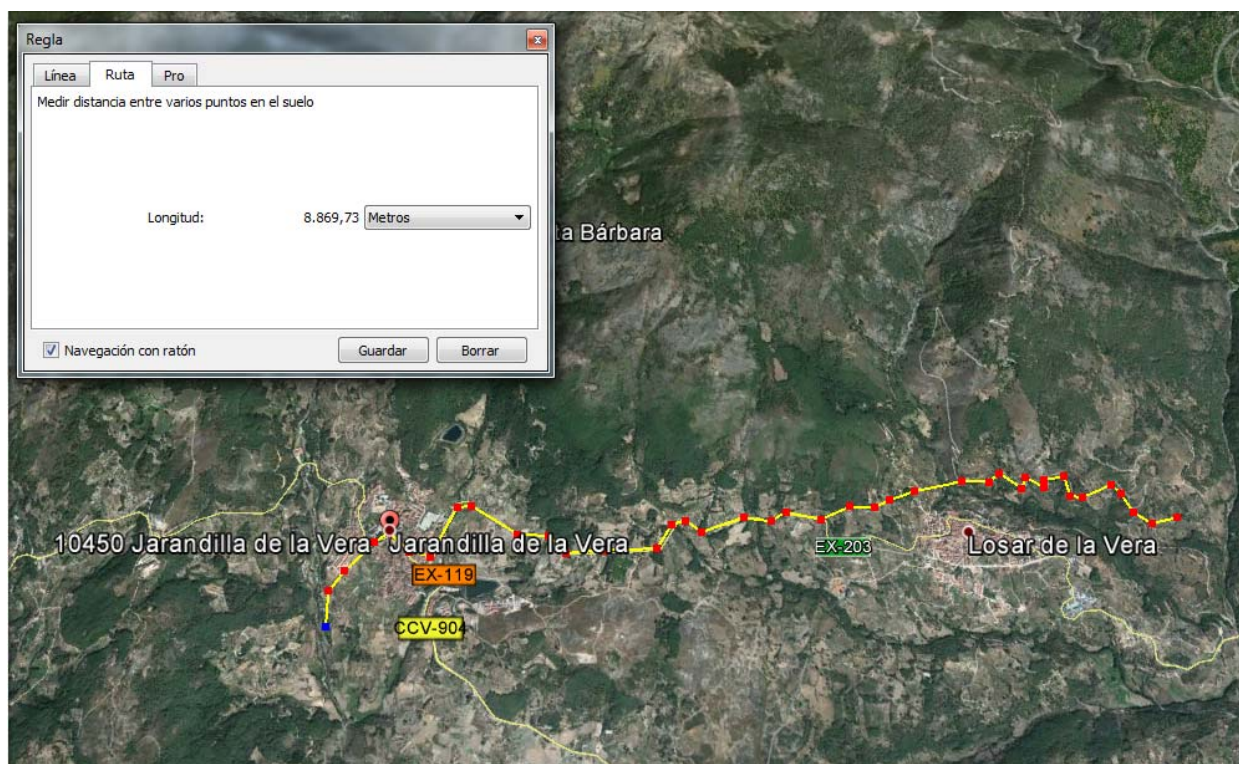 Regla
Línea
Ruta
Pro
Medir distancia entre varios puntos en el suelo
Longitud:
8.869,73
Metros
Navegación con ratón
Guardar
Borrar
ta Bárbara
10450 Jarandilla de la Vera
Jarandilla de la Vera
EX-119
CCV-904
EX-203
Losar de la Vera